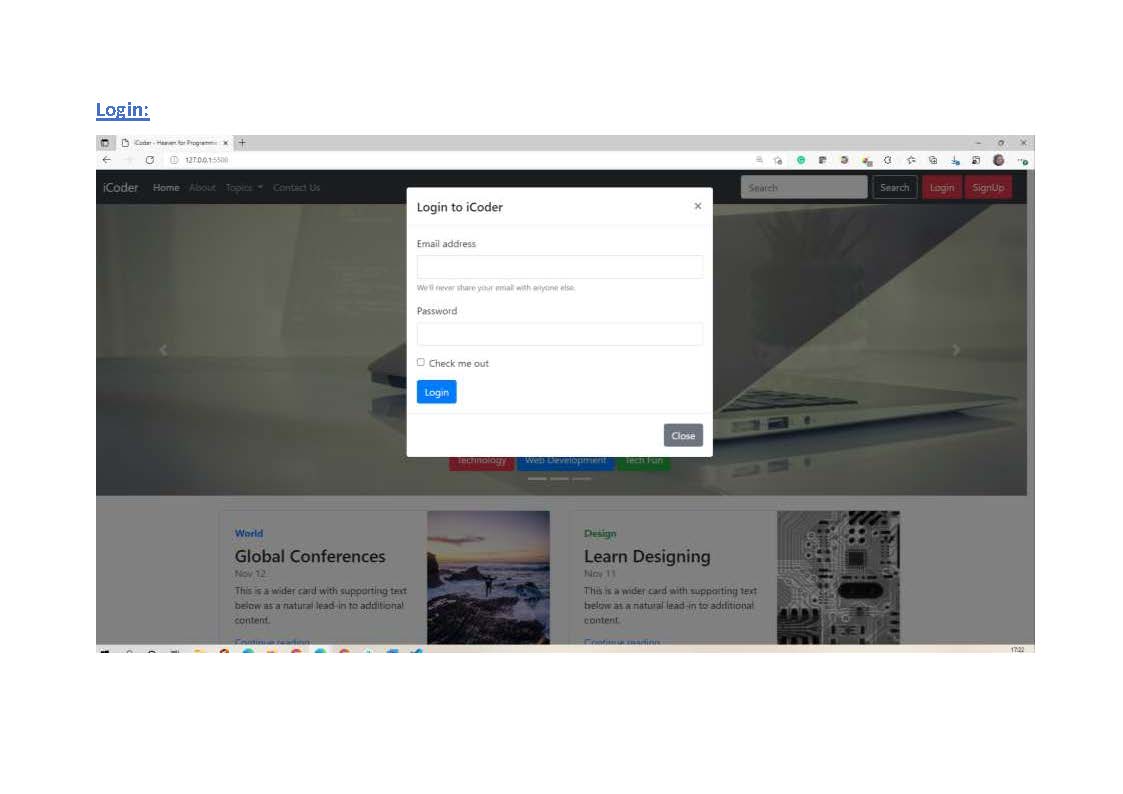 Login:
iCoder - Heaven for Programmi
127.0.0.1:5500
iCoder Home About Topics Contact Us Search Search Login SignUp
Login to iCoder
Email address
We'll never share your email with anyone else.
Password
Check me out
Login
Close
Technology Web Development Tech Fun
World
Global Conferences
Nov 12
This is a wider card with supporting text
below as a natural lead-in to additional
content.
Continue reading
Design
Learn Designing
Nov 11
This is a wider card with supporting text
below as a natural lead-in to additional
content.
Continue reading
17:22